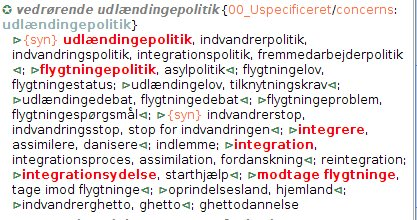 ✪ vedrørende udlændingepolitik{00_Uspecificeret/concerns:
udlændingepolitik}
⊳{syn} udlændingepolitik, indvandrerpolitik,
indvandringspolitik, integrationspolitik, fremmedarbejderpolitik
⊲; ⊳flygtningepolitik, asylpolitik⊲; flygtningelov,
flygtningestatus; ⊳udlændingelov, tilknytningskrav⊲;
⊳udlændingedebat, flygtningedebat⊲; ⊳flygtningeproblem,
flygtningespørgsmål⊲; ⊳{syn} indvandrerstop,
indvandringsstop, stop for indvandringen⊲; ⊳integrere,
assimilere, danisere⊲; indlemme; ⊳integration,
integrationsproces, assimilation, fordanskning⊲; reintegration;
⊳integrationsydelse, starthjælp⊲; ⊳modtage flygtninge,
tage imod flygtninge⊲; ⊳oprindelsesland, hjemland⊲;
⊳indvandrerghetto, ghetto⊲; ghettodannelse